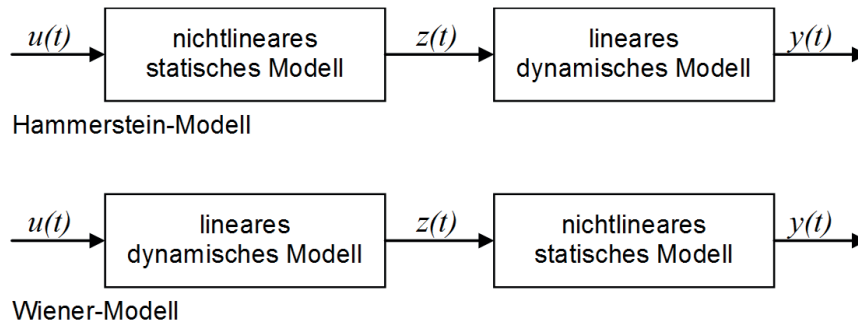 u(t)
nichtlineares
statisches Modell
z(t)
lineares
dynamisches Modell
y(t)
Hammerstein-Modell
u(t)
lineares
dynamisches Modell
z(t)
nichtlineares
statisches Modell
y(t)
Wiener-Modell